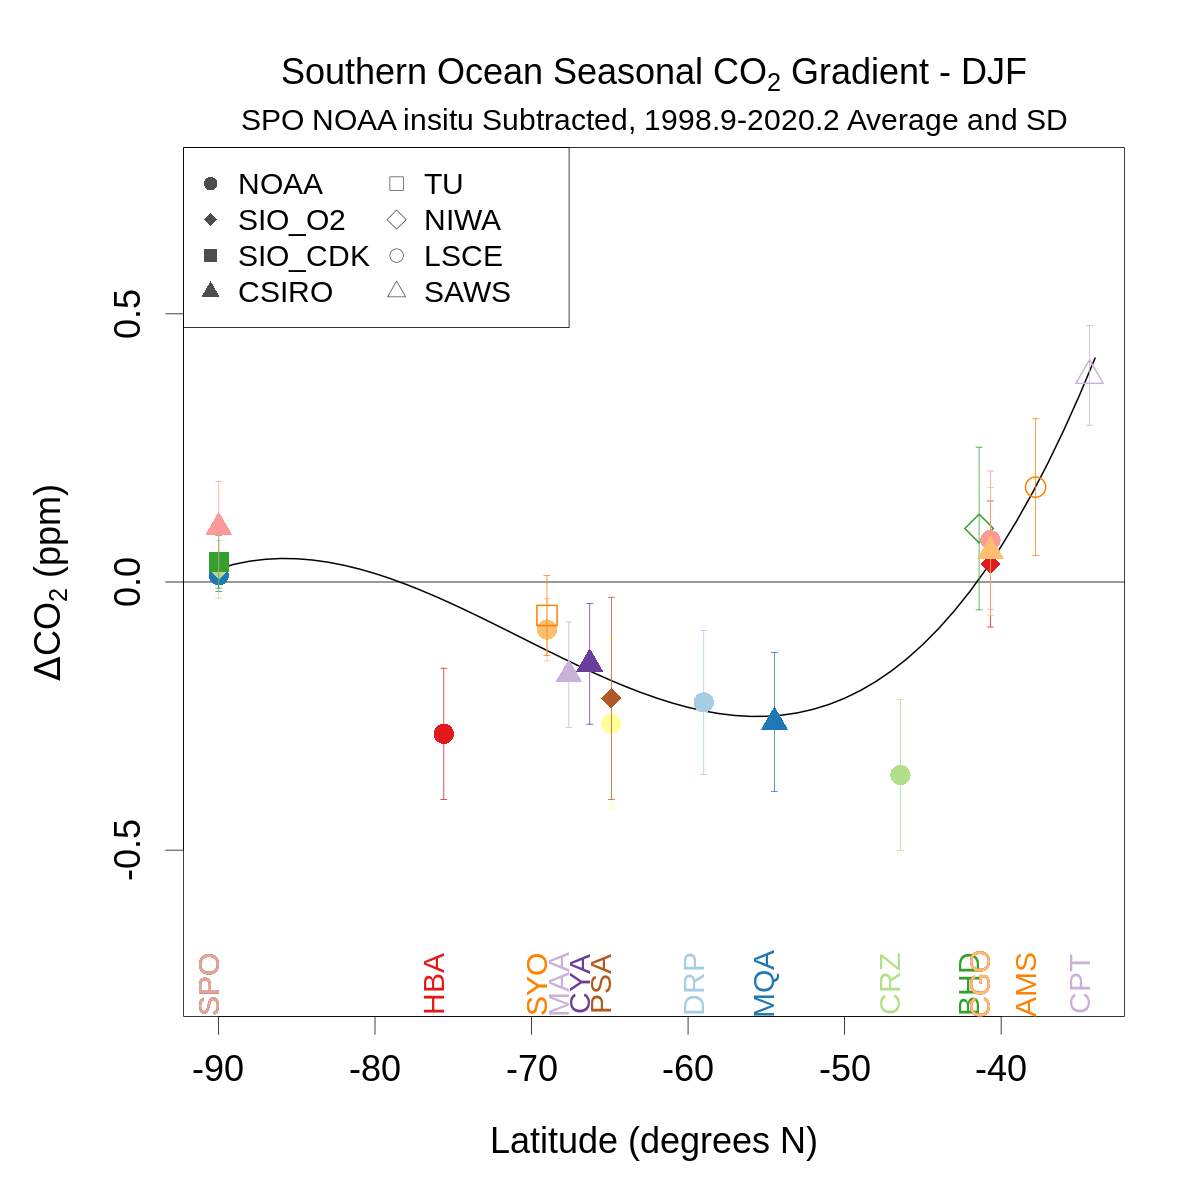 Southern Ocean Seasonal CO2 Gradient - DJF
SPO NOAA insitu Subtracted, 1998.9-2020.2 Average and SD
NOAA TU
SIO_O2 NIWA
SIO_CDK LSCE
CSIRO SAWS
0.5
0.0
-0.5
ΔCO2 (ppm)
SPO HBA SYO MAA CYA PSA DRP MQA CRZ BHD CGO AMS CPT
-90 -80 -70 -60 -50 -40
Latitude (degrees N)